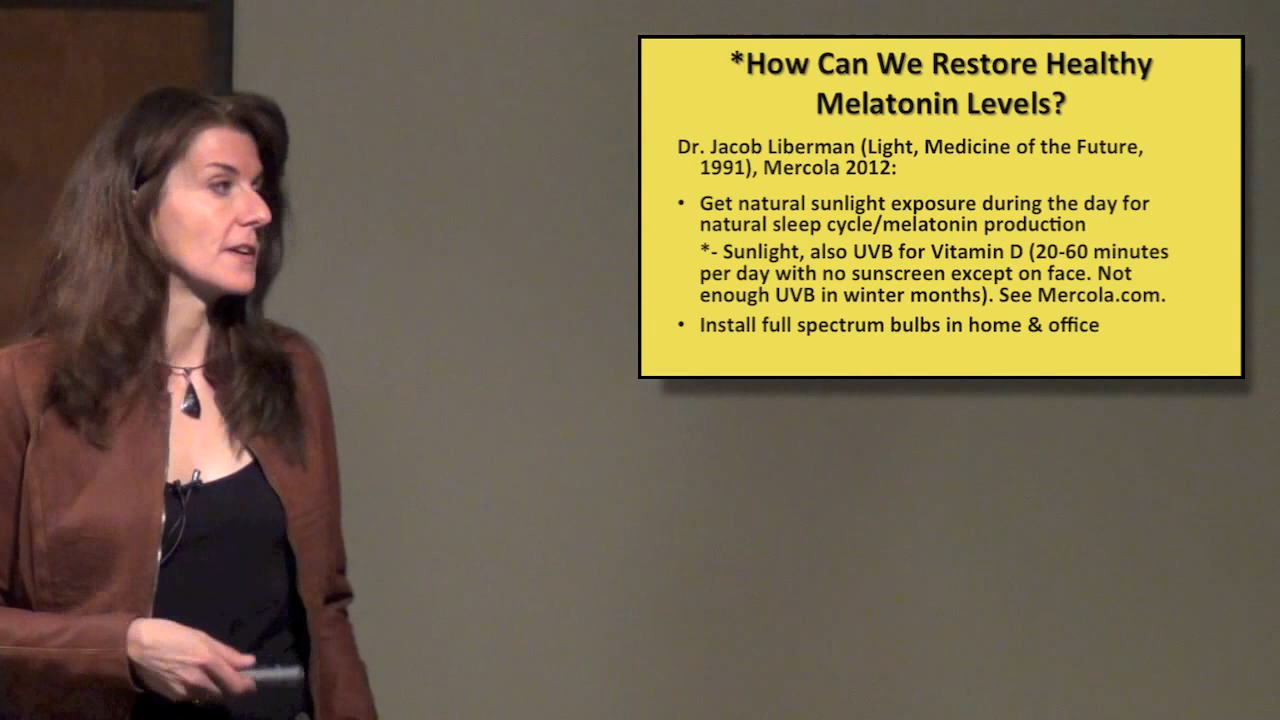 *How Can We Restore Healthy
Melatonin Levels?
Dr. Jacob Liberman (Light, Medicine of the Future,
1991), Mercola 2012:
• Get natural sunlight exposure during the day for
natural sleep cycle/melatonin production
*- Sunlight, also UVB for Vitamin D (20-60 minutes
per day with no sunscreen except on face. Not
enough UVB in winter months). See Mercola.com.
• Install full spectrum bulbs in home & office